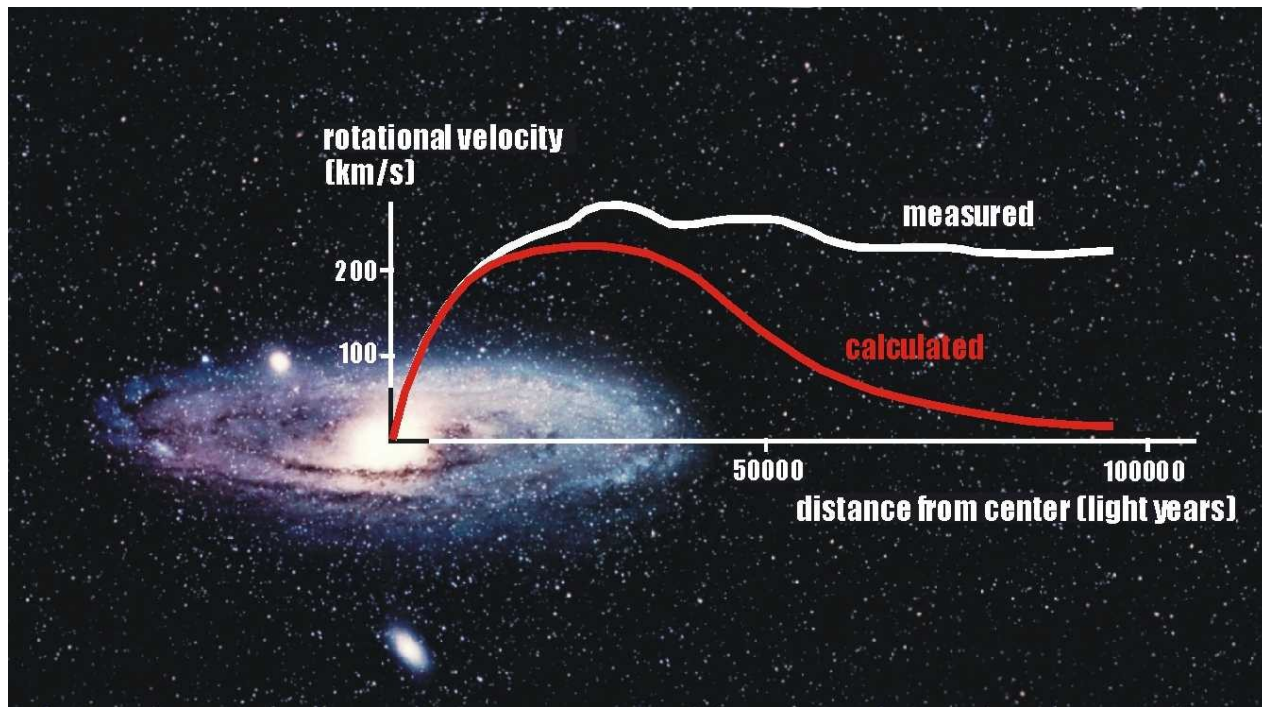 rotational velocity
(km/s)
measured
200
calculated
100
50000
100000
distance from center (light years)